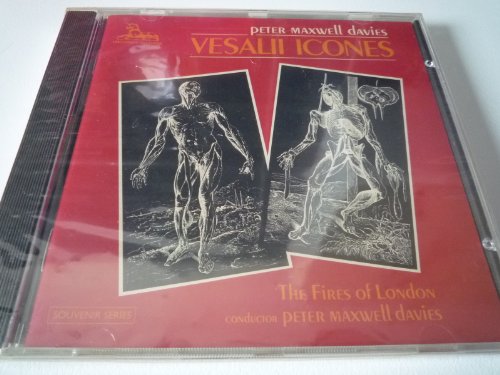 peter maxwell davies
VESALII ICONES
The Fires of London
conductor peter maxwell davies
SOUVENIR SERIES